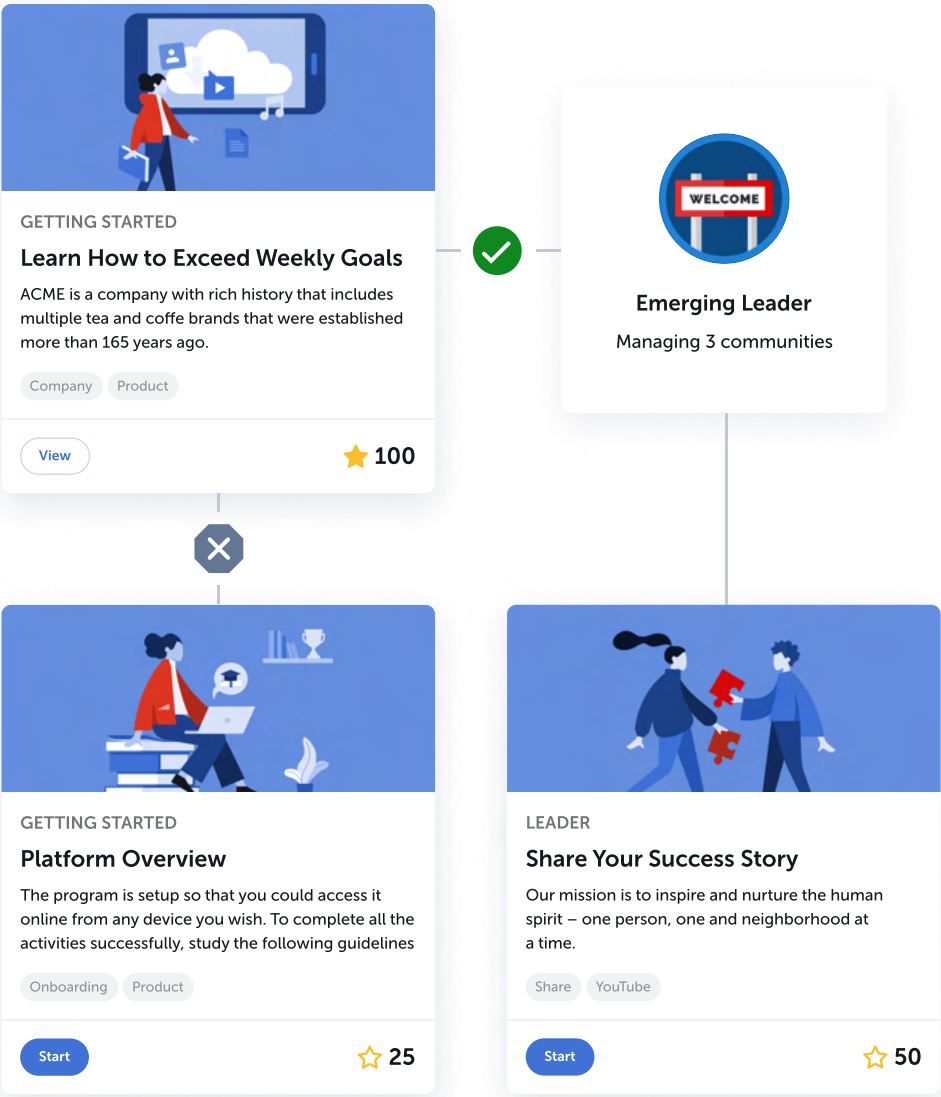 GETTING STARTED
Learn How to Exceed Weekly Goals
ACME is a company with rich history that includes
multiple tea and coffe brands that were established
more than 165 years ago.
Company
Product
View
100
WELCOME
Emerging Leader
Managing 3 communities
GETTING STARTED
Platform Overview
The program is setup so that you could access it
online from any device you wish. To complete all the
activities successfully, study the following guidelines
Onboarding
Product
Start
25
LEADER
Share Your Success Story
Our mission is to inspire and nurture the human
spirit – one person, one and neighborhood at
a time.
Share
YouTube
Start
50